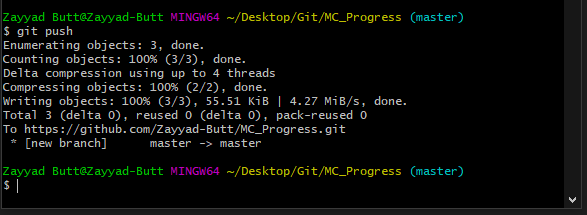 Zayyad Butt@Zayyad-Butt MINGW64 ~/Desktop/Git/MC_Progress (master)
$ git push
Enumerating objects: 3, done.
Counting objects: 100% (3/3), done.
Delta compression using up to 4 threads
Compressing objects: 100% (2/2), done.
Writing objects: 100% (3/3), 55.51 KiB | 4.27 MiB/s, done.
Total 3 (delta 0), reused 0 (delta 0), pack-reused 0
To https://github.com/Zayyad-Butt/MC_Progress.git
 * [new branch]      master -> master
Zayyad Butt@Zayyad-Butt MINGW64 ~/Desktop/Git/MC_Progress (master)
$